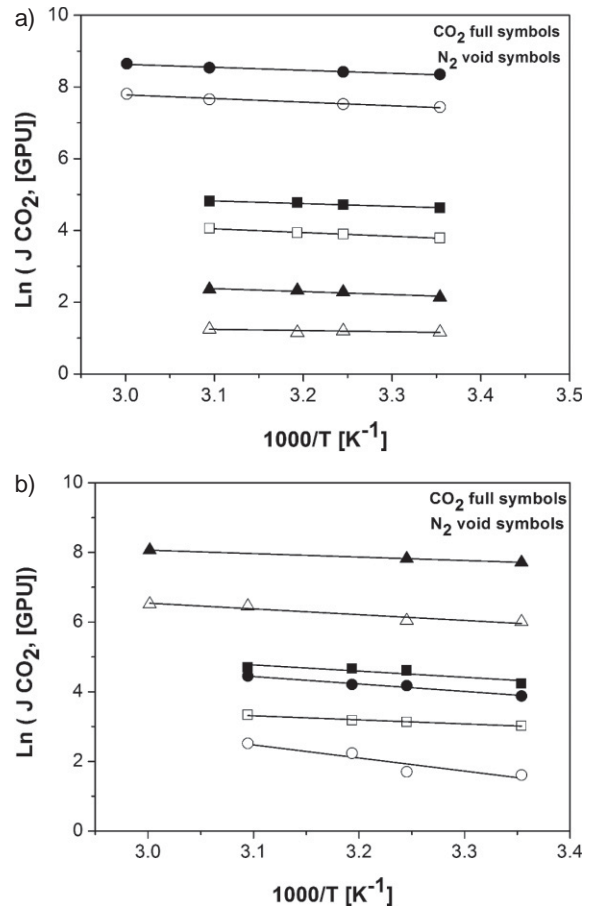 a)
CO2 full symbols
N2 void symbols
Ln ( J CO2, [GPU])
10
8
6
4
2
0
3.0 3.1 3.2 3.3 3.4 3.5
1000/T [K-1]
b)
CO2 full symbols
N2 void symbols
Ln ( J CO2, [GPU])
10
8
6
4
2
0
3.0 3.1 3.2 3.3 3.4
1000/T [K-1]